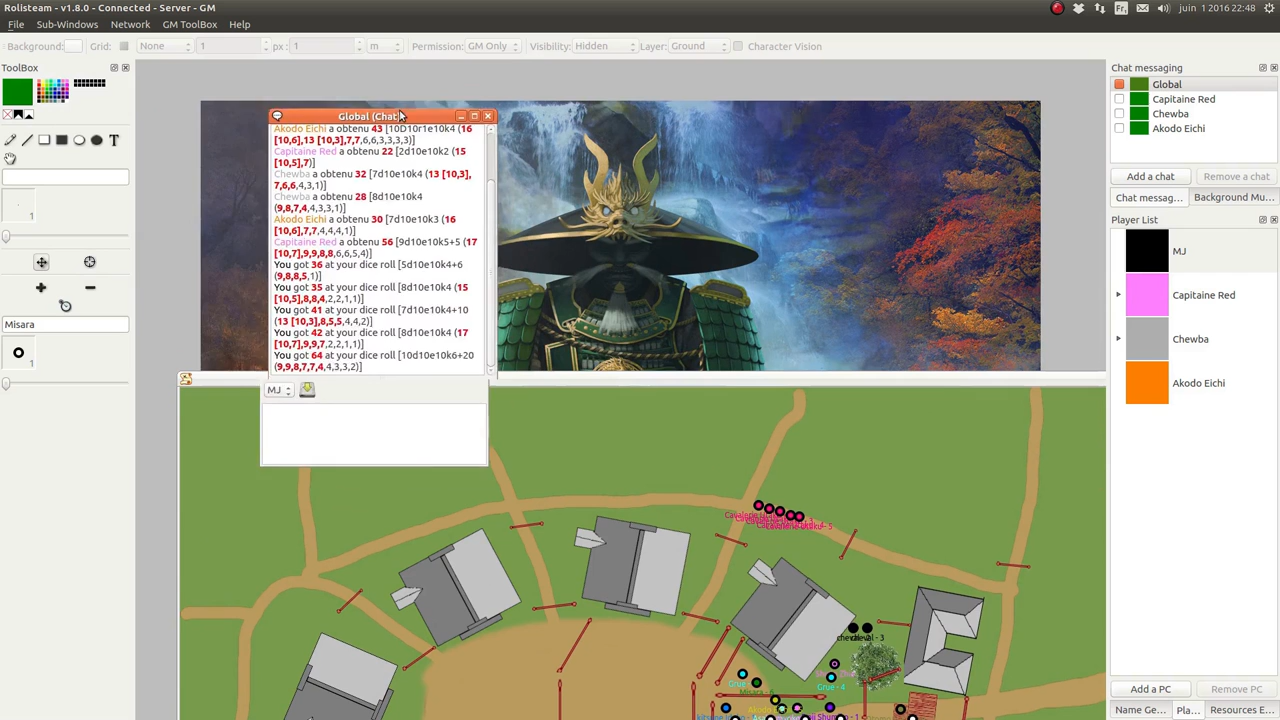 Rolisteam - v1.8.0 - Connected - Server - GM
Fr,
juin 1 2016 22:48
File Sub-Windows Network GM ToolBox Help
Background: Grid: None 1 px : 1 m Permission: GM Only Visibility: Hidden Layer: Ground Character Vision
ToolBox
1
Misara
1
Global (Chat
Akodo Eichi a obtenu 43 [10D10r1e10k4 (16
[10,6],13 [10,3],7,7,6,6,3,3,3,3)]
Capitaine Red a obtenu 22 [2d10e10k2 (15
[10,5],7)]
Chewba a obtenu 32 [7d10e10k4 (13 [10,3],
7,6,6,4,3,1)]
Chewba a obtenu 28 [8d10e10k4
(9,8,7,4,4,3,3,1)]
Akodo Eichi a obtenu 30 [7d10e10k3 (16
[10,6],7,7,4,4,4,1)]
Capitaine Red a obtenu 56 [9d10e10k5+5 (17
[10,7],9,9,8,8,6,6,5,4)]
You got 36 at your dice roll [5d10e10k4+6
(9,8,8,5,1)]
You got 35 at your dice roll [8d10e10k4 (15
[10,5],8,8,4,2,2,1,1)]
You got 41 at your dice roll [7d10e10k4+10
(13 [10,3],8,5,5,4,4,2)]
You got 42 at your dice roll [8d10e10k4 (17
[10,7],9,9,7,2,2,1,1)]
You got 64 at your dice roll [10d10e10k6+20
(9,9,8,7,7,4,4,3,3,2)]
MJ
cheval - 3
Grue - 4
Misara - 6
Chat messaging
Global
Capitaine Red
Chewba
Akodo Eichi
Add a chat Remove a chat
Chat messag... Background Mu...
Player List
MJ
Capitaine Red
Chewba
Akodo Eichi
Add a PC Remove PC
Name Ge... Pla... Resources E...